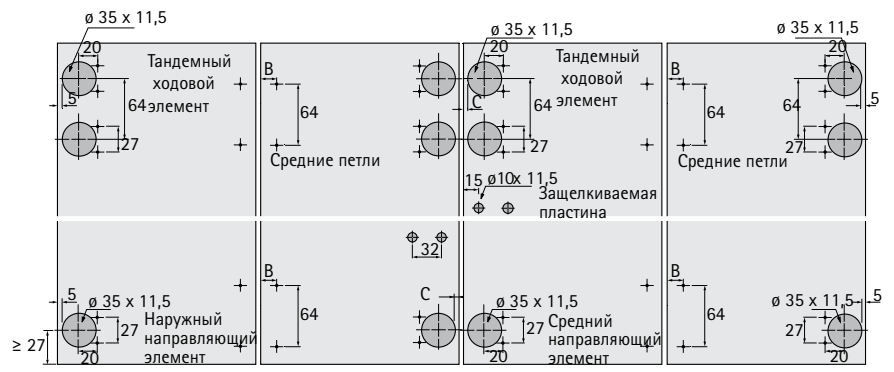 ø 35 x 11,5
ø 35 x 11,5
ø 35 x 11,5
20
20
20
Тандемный
ходовой
элемент
Тандемный
ходовой
элемент
B
B
5
64
64
C
64
64
64
5
27
27
27
Средние петли
Средние петли
15
ø10x 11,5
Защелкиваемая
пластина
32
B
B
5
C
5
ø 35 x 11,5
ø 35 x 11,5
ø 35 x 11,5
64
64
27
27
27
Наружный
направляющий
элемент
Средний
направляющий
элемент
≥ 27
20
20
20